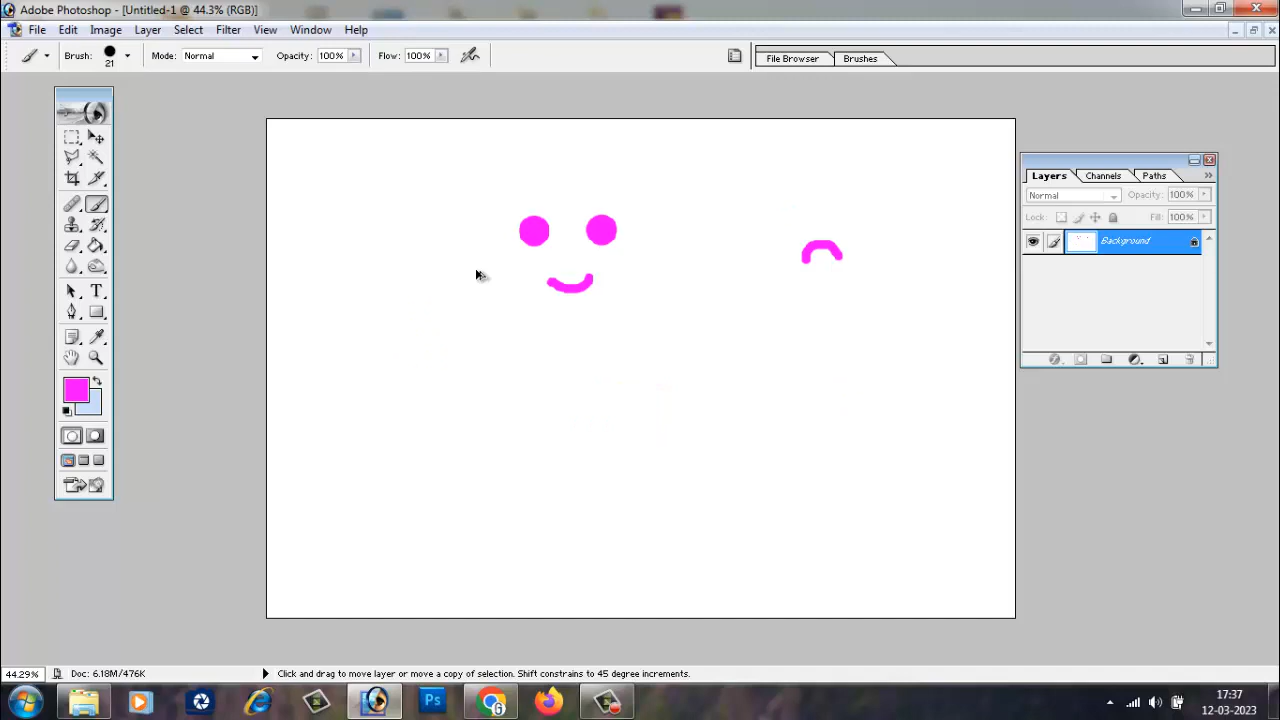 Adobe Photoshop - [Untitled-1 @ 44.3% (RGB)]
File Edit Image Layer Select Filter View Window Help
Brush: 21 Mode: Normal Opacity: 100% Flow: 100% File Browser Brushes
Layers Channels Paths
Normal Opacity: 100%
Lock: Fill: 100%
Background
44.29% Doc: 6.18M/476K Click and drag to move layer or move a copy of selection. Shift constrains to 45 degree increments.
Ps
17:37
12-03-2023